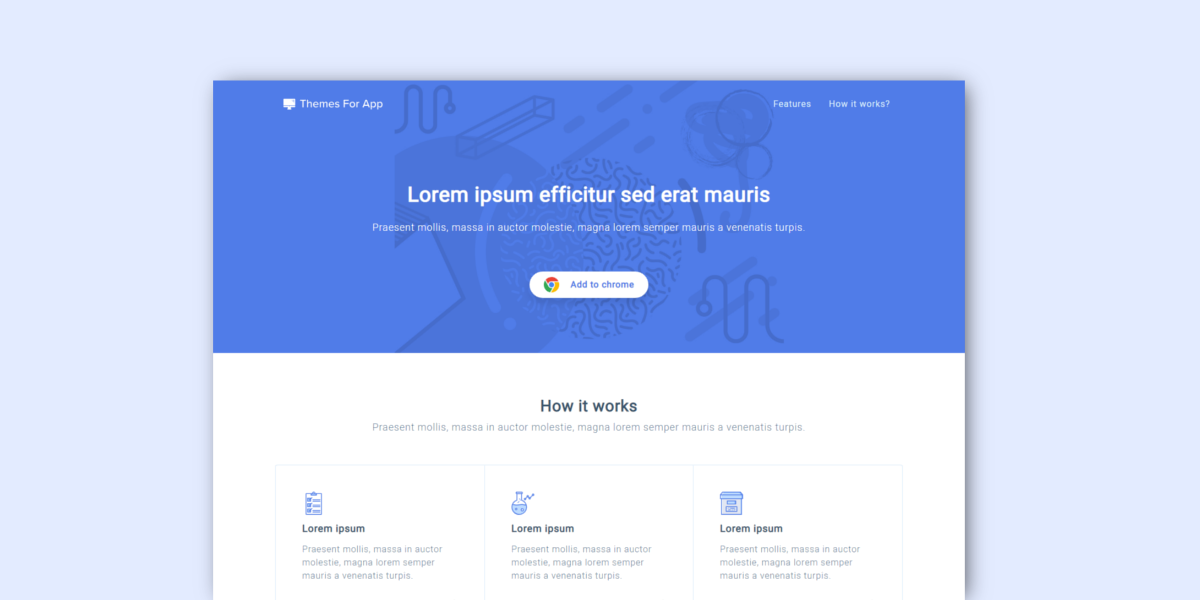 Themes For App
Features
How it works?
Lorem ipsum efficitur sed erat mauris
Praesent mollis, massa in auctor molestie, magna lorem semper mauris a venenatis turpis.
Add to chrome
How it works
Praesent mollis, massa in auctor molestie, magna lorem semper mauris a venenatis turpis.
Lorem ipsum
Praesent mollis, massa in auctor
molestie, magna lorem semper
mauris a venenatis turpis.
Lorem ipsum
Praesent mollis, massa in auctor
molestie, magna lorem semper
mauris a venenatis turpis.
Lorem ipsum
Praesent mollis, massa in auctor
molestie, magna lorem semper
mauris a venenatis turpis.